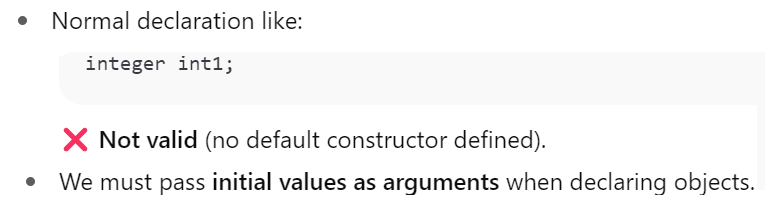 • Normal declaration like:
integer int1;
❌ Not valid (no default constructor defined).
• We must pass initial values as arguments when declaring objects.